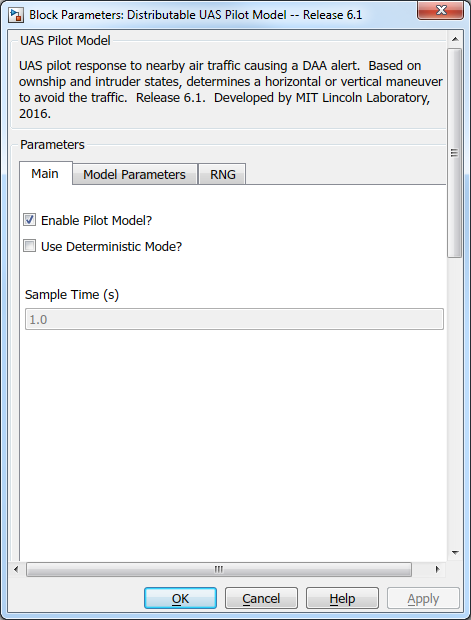 Block Parameters: Distributable UAS Pilot Model -- Release 6.1
UAS Pilot Model
UAS pilot response to nearby air traffic causing a DAA alert.  Based on
ownship and intruder states, determines a horizontal or vertical maneuver
to avoid the traffic.  Release 6.1.  Developed by MIT Lincoln Laboratory,
2016.
Parameters
Main Model Parameters RNG
Enable Pilot Model?
Use Deterministic Mode?
Sample Time (s)
1.0
OK Cancel Help Apply